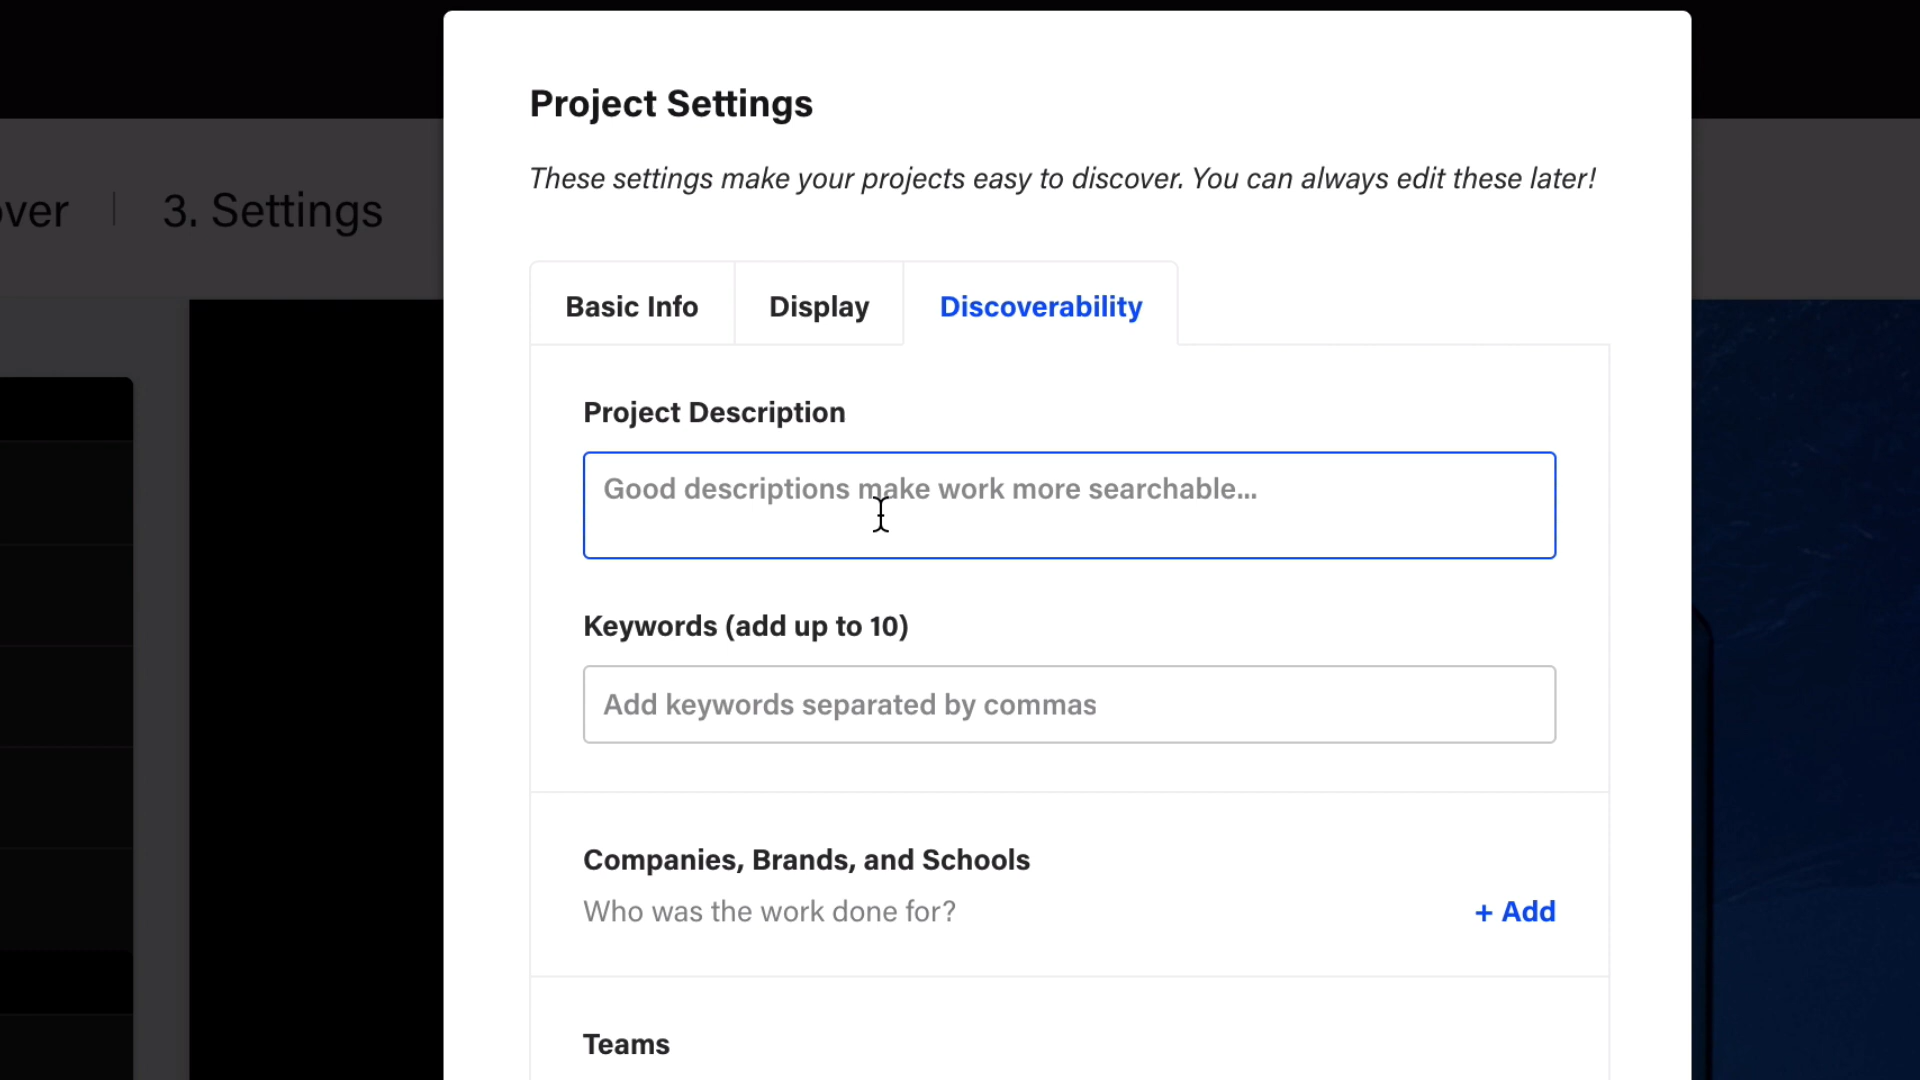 Project Settings
These settings make your projects easy to discover. You can always edit these later!
over | 3. Settings
Basic Info
Display
Discoverability
Project Description
Good descriptions make work more searchable...
Keywords (add up to 10)
Add keywords separated by commas
Companies, Brands, and Schools
Who was the work done for?
+ Add
Teams